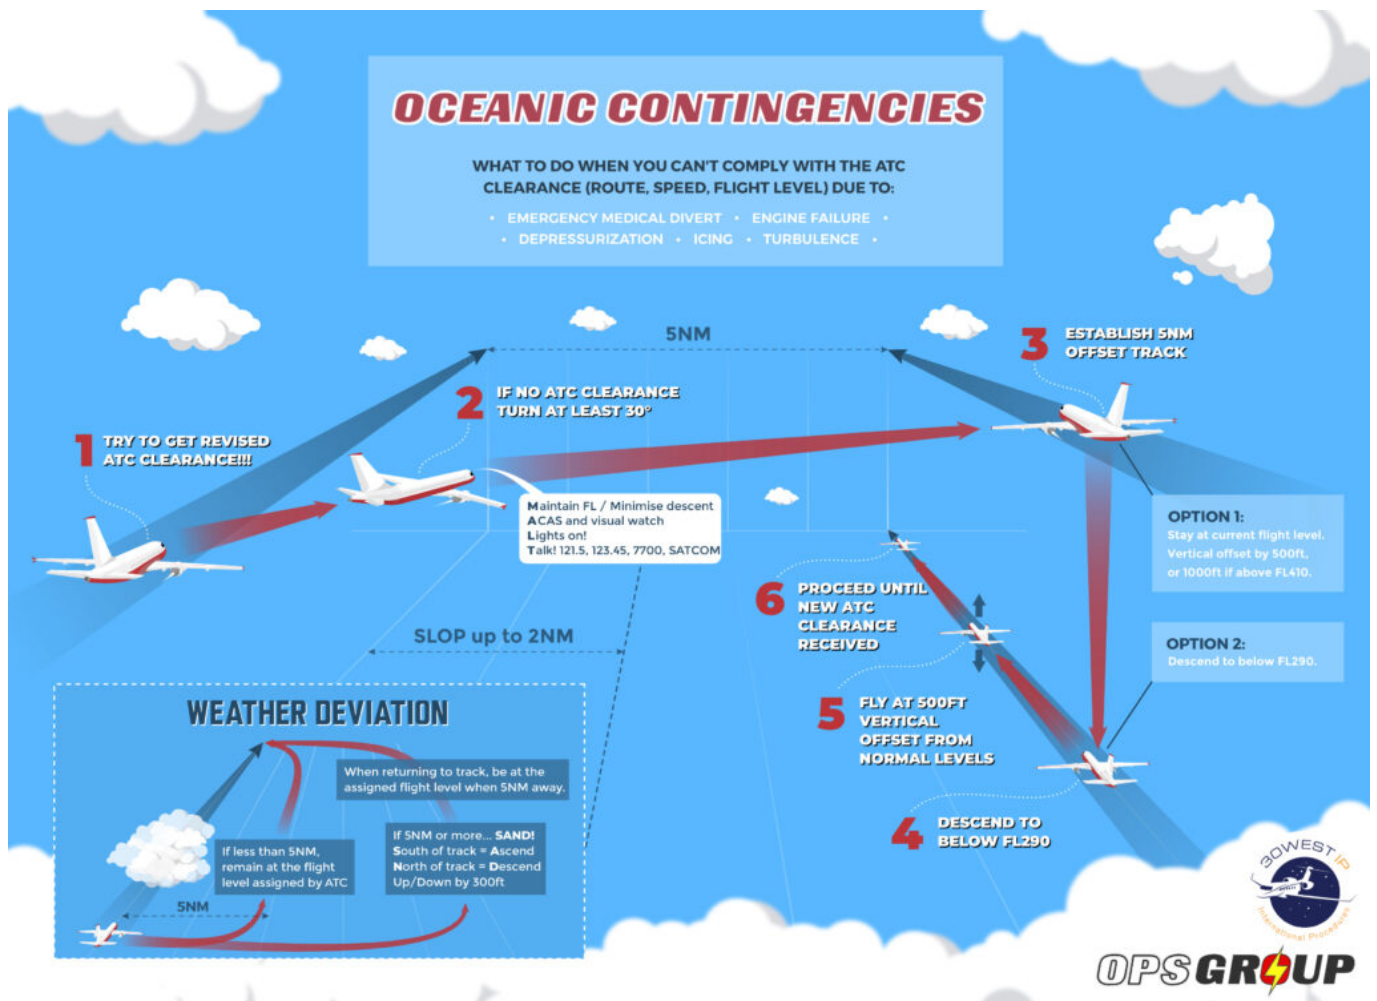 OCEANIC CONTINGENCIES
WHAT TO DO WHEN YOU CAN'T COMPLY WITH THE ATC
CLEARANCE (ROUTE, SPEED, FLIGHT LEVEL) DUE TO:
• EMERGENCY MEDICAL DIVERT • ENGINE FAILURE •
• DEPRESSURIZATION • ICING • TURBULENCE •
5NM
1 TRY TO GET REVISED
ATC CLEARANCE!!!
2 IF NO ATC CLEARANCE
TURN AT LEAST 30°
Maintain FL / Minimise descent
ACAS and visual watch
Lights on!
Talk! 121.5, 123.45, 7700, SATCOM
SLOP up to 2NM
3 ESTABLISH 5NM
OFFSET TRACK
OPTION 1:
Stay at current flight level.
Vertical offset by 500ft,
or 1000ft if above FL410.
OPTION 2:
Descend to below FL290.
4 DESCEND TO
BELOW FL290
5 FLY AT 500FT
VERTICAL
OFFSET FROM
NORMAL LEVELS
6 PROCEED UNTIL
NEW ATC
CLEARANCE
RECEIVED
WEATHER DEVIATION
When returning to track, be at the
assigned flight level when 5NM away.
If less than 5NM,
remain at the flight
level assigned by ATC
If 5NM or more... SAND!
South of track = Ascend
North of track = Descend
Up/Down by 300ft
5NM
30WEST IP
International Procedures
OPSGROUP